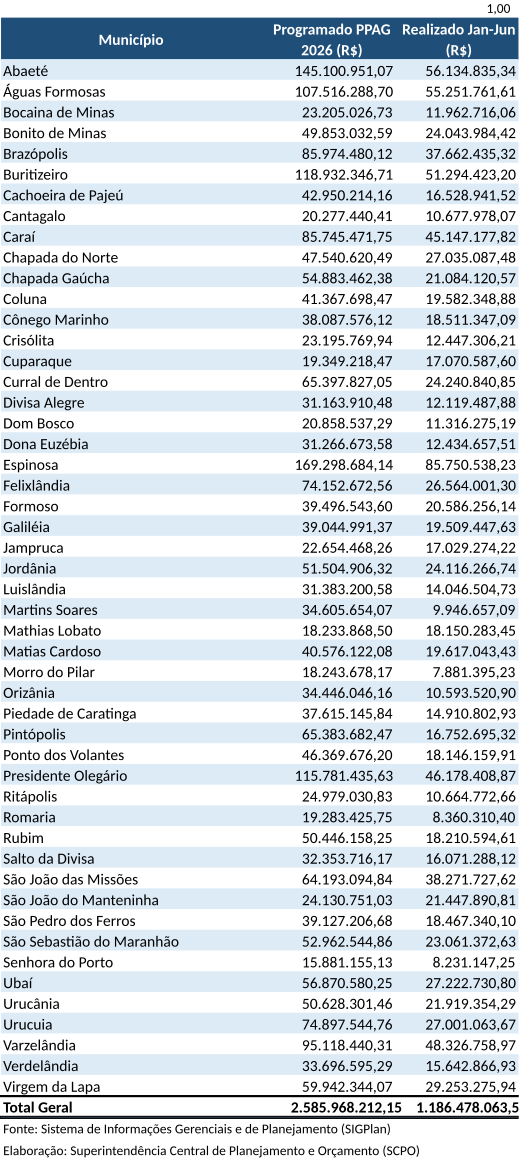 1,00
Município Programado PPAG 2026 (R$) Realizado Jan-Jun (R$)
Abaeté 145.100.951,07 56.134.835,34
Águas Formosas 107.516.288,70 55.251.761,61
Bocaina de Minas 23.205.026,73 11.962.716,06
Bonito de Minas 49.853.032,59 24.043.984,42
Brazópolis 85.974.480,12 37.662.435,32
Buritizeiro 118.932.346,71 51.294.423,20
Cachoeira de Pajeú 42.950.214,16 16.528.941,52
Cantagalo 20.277.440,41 10.677.978,07
Caraí 85.745.471,75 45.147.177,82
Chapada do Norte 47.540.620,49 27.035.087,48
Chapada Gaúcha 54.883.462,38 21.084.120,57
Coluna 41.367.698,47 19.582.348,88
Cônego Marinho 38.087.576,12 18.511.347,09
Crisólita 23.195.769,94 12.447.306,21
Cuparaque 19.349.218,47 17.070.587,60
Curral de Dentro 65.397.827,05 24.240.840,85
Divisa Alegre 31.163.910,48 12.119.487,88
Dom Bosco 20.858.537,29 11.316.275,19
Dona Euzébia 31.266.673,58 12.434.657,51
Espinosa 169.298.684,14 85.750.538,23
Felixlândia 74.152.672,56 26.564.001,30
Formoso 39.496.543,60 20.586.256,14
Galiléia 39.044.991,37 19.509.447,63
Jampruca 22.654.468,26 17.029.274,22
Jordânia 51.504.906,32 24.116.266,74
Luislândia 31.383.200,58 14.046.504,73
Martins Soares 34.605.654,07 9.946.657,09
Mathias Lobato 18.233.868,50 18.150.283,45
Matias Cardoso 40.576.122,08 19.617.043,43
Morro do Pilar 18.243.678,17 7.881.395,23
Orizânia 34.446.046,16 10.593.520,90
Piedade de Caratinga 37.615.145,84 14.910.802,93
Pintópolis 65.383.682,47 16.752.695,32
Ponto dos Volantes 46.369.676,20 18.146.159,91
Presidente Olegário 115.781.435,63 46.178.408,87
Ritápolis 24.979.030,83 10.664.772,66
Romaria 19.283.425,75 8.360.310,40
Rubim 50.446.158,25 18.210.594,61
Salto da Divisa 32.353.716,17 16.071.288,12
São João das Missões 64.193.094,84 38.271.727,62
São João do Manteninha 24.130.751,03 21.447.890,81
São Pedro dos Ferros 39.127.206,68 18.467.340,10
São Sebastião do Maranhão 52.962.544,86 23.061.372,63
Senhora do Porto 15.881.155,13 8.231.147,25
Ubaí 56.870.580,25 27.222.730,80
Urucânia 50.628.301,46 21.919.354,29
Urucuia 74.897.544,76 27.001.063,67
Varzelândia 95.118.440,31 48.326.758,97
Verdelândia 33.696.595,29 15.642.866,93
Virgem da Lapa 59.942.344,07 29.253.275,94
Total Geral 2.585.968.212,15 1.186.478.063,5
Fonte: Sistema de Informações Gerenciais e de Planejamento (SIGPlan)
Elaboração: Superintendência Central de Planejamento e Orçamento (SCPO)